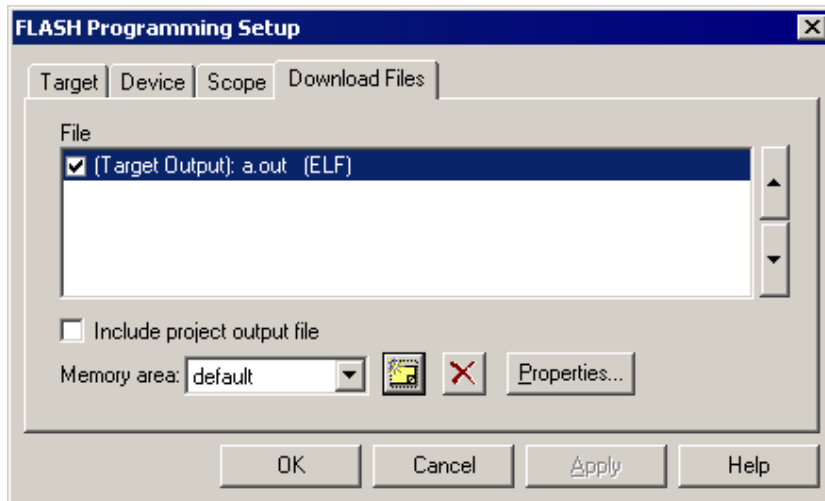 FLASH Programming Setup
Target Device Scope Download Files
File
(Target Output): a.out (ELF)
Include project output file
Memory area: default Properties...
OK Cancel Apply Help